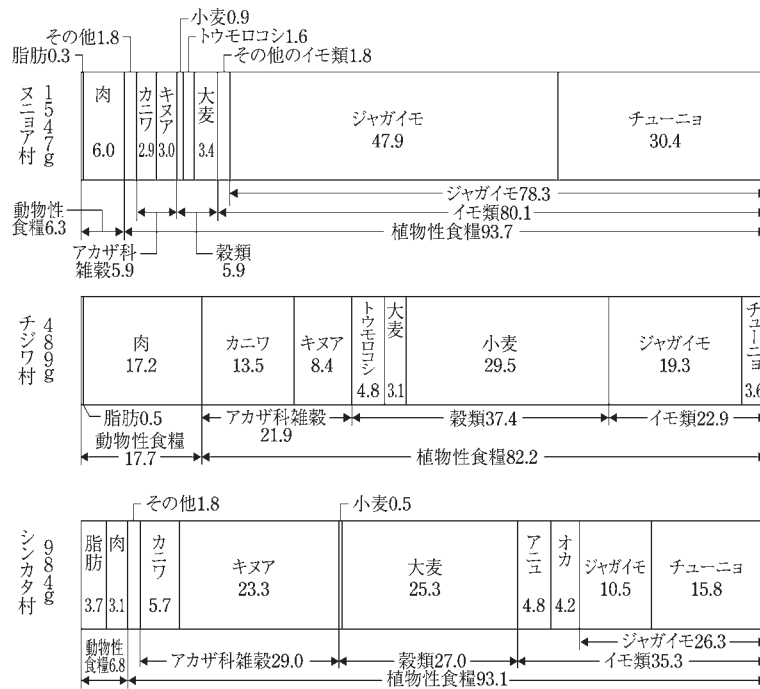 小麦0.9
その他1.8
トウモロコシ1.6
脂肪0.3
その他のイモ類1.8
ヌニョア村
1547g
肉
6.0
カニワ
2.9
キヌア
3.0
大麦
3.4
ジャガイモ
47.9
チューニョ
30.4
ジャガイモ78.3
動物性
食糧6.3
イモ類80.1
植物性食糧93.7
アカザ科
雑穀5.9
穀類
5.9
チジワ村
489g
肉
17.2
カニワ
13.5
キヌア
8.4
トウモロコシ
4.8
大麦
3.1
小麦
29.5
ジャガイモ
19.3
チューニョ
3.6
脂肪0.5
アカザ科雑穀
21.9
穀類37.4
イモ類22.9
動物性食糧
17.7
植物性食糧82.2
その他1.8
小麦0.5
シンカタ村
984g
脂肪
3.7
肉
3.1
カニワ
5.7
キヌア
23.3
大麦
25.3
アニュ
4.8
オカ
4.2
ジャガイモ
10.5
チューニョ
15.8
ジャガイモ26.3
動物性
食糧6.8
アカザ科雑穀29.0
穀類27.0
イモ類35.3
植物性食糧93.1